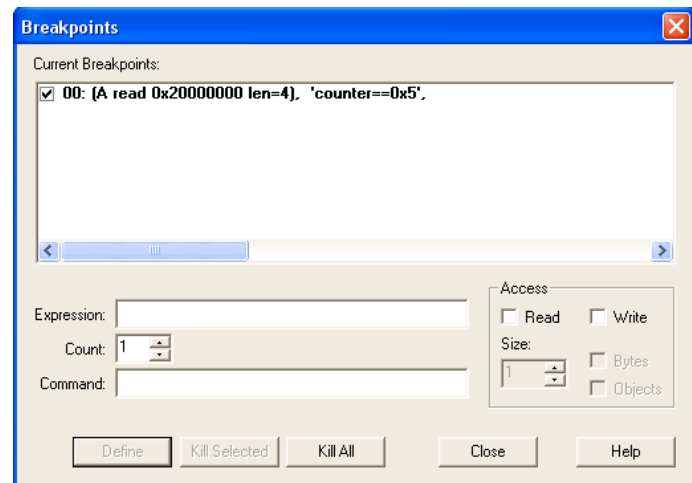 Breakpoints
Current Breakpoints:
00: (A read 0x20000000 len=4),  'counter==0x5',
Expression:
Count: 1
Command:
Access
Read Write
Size:
1
Bytes
Objects
Define Kill Selected Kill All Close Help